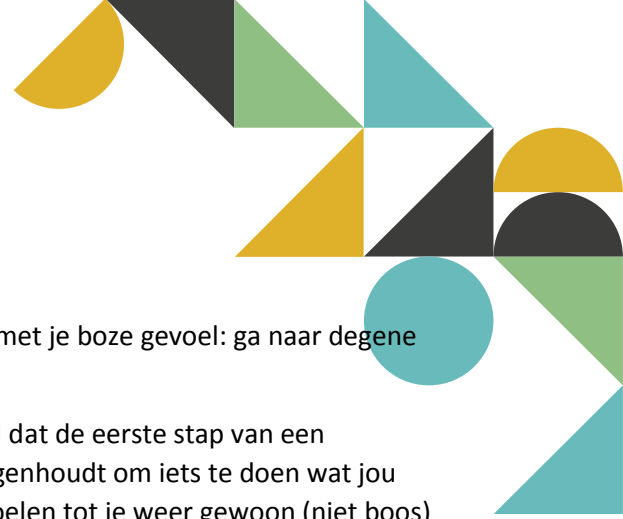 met je boze gevoel: ga naar degene
dat de eerste stap van een
genhoudt om iets te doen wat jou
oelen tot je weer gewoon (niet boos)